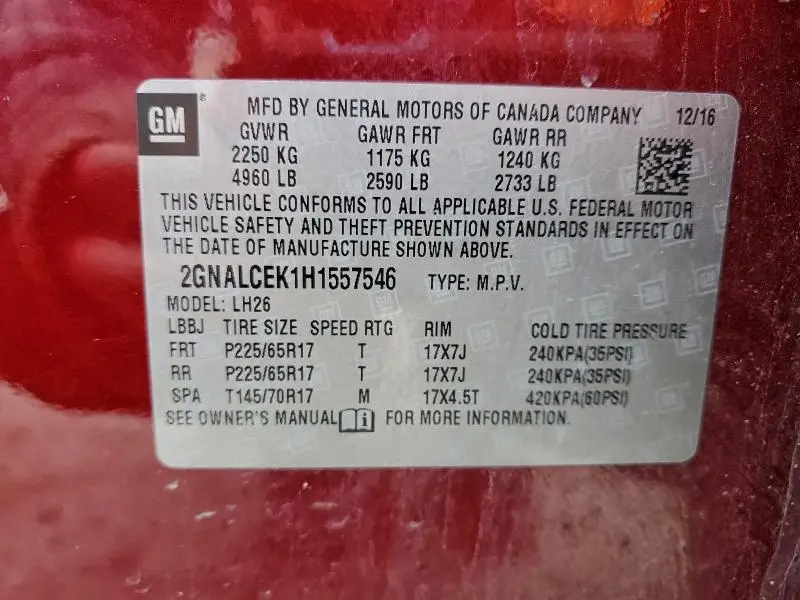 GM ® MFD BY GENERAL MOTORS OF CANADA COMPANY 12/16
GVWR GAWR FRT GAWR RR
2250 KG 1175 KG 1240 KG
4960 LB 2590 LB 2733 LB
THIS VEHICLE CONFORMS TO ALL APPLICABLE U.S. FEDERAL MOTOR
VEHICLE SAFETY AND THEFT PREVENTION STANDARDS IN EFFECT ON
THE DATE OF MANUFACTURE SHOWN ABOVE.
2GNALCEK1H1557546 TYPE: M.P.V.
MODEL: LH26
LBBJ TIRE SIZE SPEED RTG RIM COLD TIRE PRESSURE
FRT P225/65R17 T 17X7J 240KPA(35PSI)
RR P225/65R17 T 17X7J 240KPA(35PSI)
SPA T145/70R17 M 17X4.5T 420KPA(60PSI)
SEE OWNER'S MANUAL i FOR MORE INFORMATION.